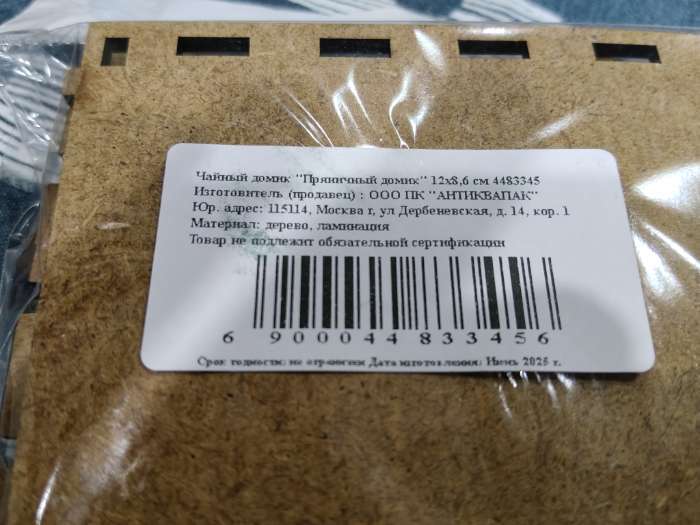 Чайный домик "Пряничный домик" 12x8,6 см 4483345
Изготовитель (продавец) : ООО ПК "АНТИКВАПАК"
Юр. адрес: 115114, Москва г, ул Дербеневская, д. 14, кор. 1
Материал: дерево, ламинация
Товар не подлежит обязательной сертификации
6 900044 833456
Срок годности: не ограничен Дата изготовления: Июнь 2025 г.